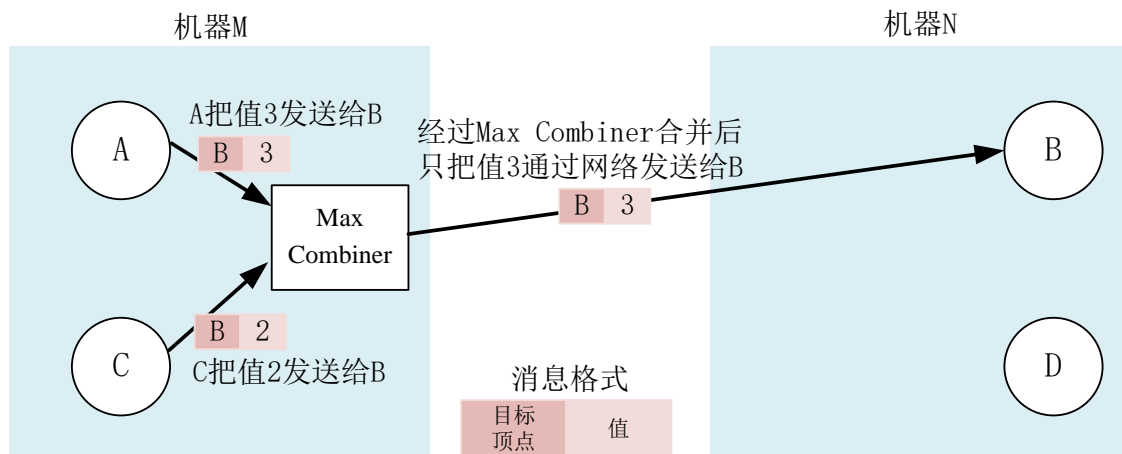 机器M
机器N
A把值3发送给B
B 3
A
经过Max Combiner合并后
只把值3通过网络发送给B
B 3
B
Max
Combiner
B 2
C把值2发送给B
C
D
消息格式
目标
顶点
值